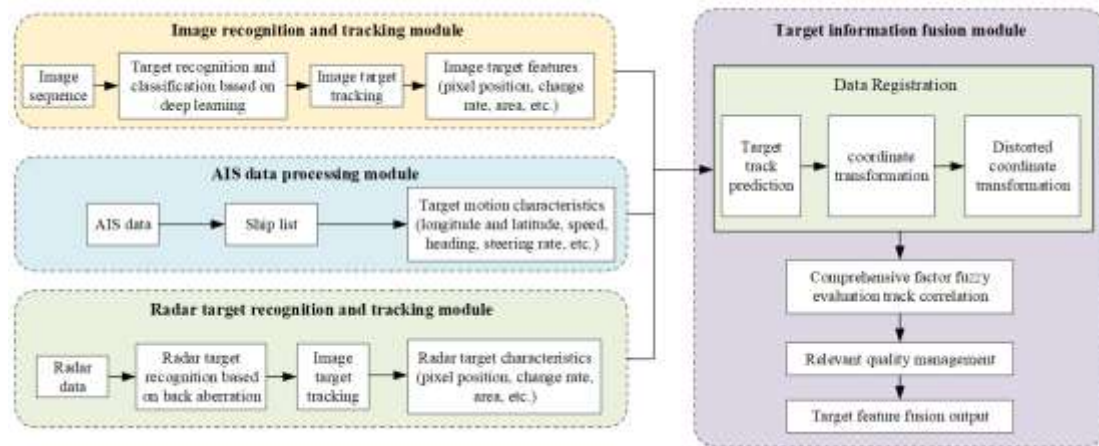 Image recognition and tracking module
Image
sequence
Target recognition and
classification based on
deep learning
Image target
tracking
Image target
features
(pixel position, change
rate, area, etc.)
AIS data processing module
AIS data
Ship list
Target motion characteristics
(longitude and latitude, speed,
heading, steering rate, etc.)
Radar target recognition and tracking module
Radar
data
Radar target
recognition based
on back aberration
Image
target
tracking
Radar target characteristics
(pixel position, change rate,
area, etc.)
Target information fusion module
Data Registration
Target
track
prediction
coordinate
transformation
Distorted
coordinate
transformation
Comprehensive factor fuzzy
evaluation track correlation
Relevant quality management
Target feature fusion output